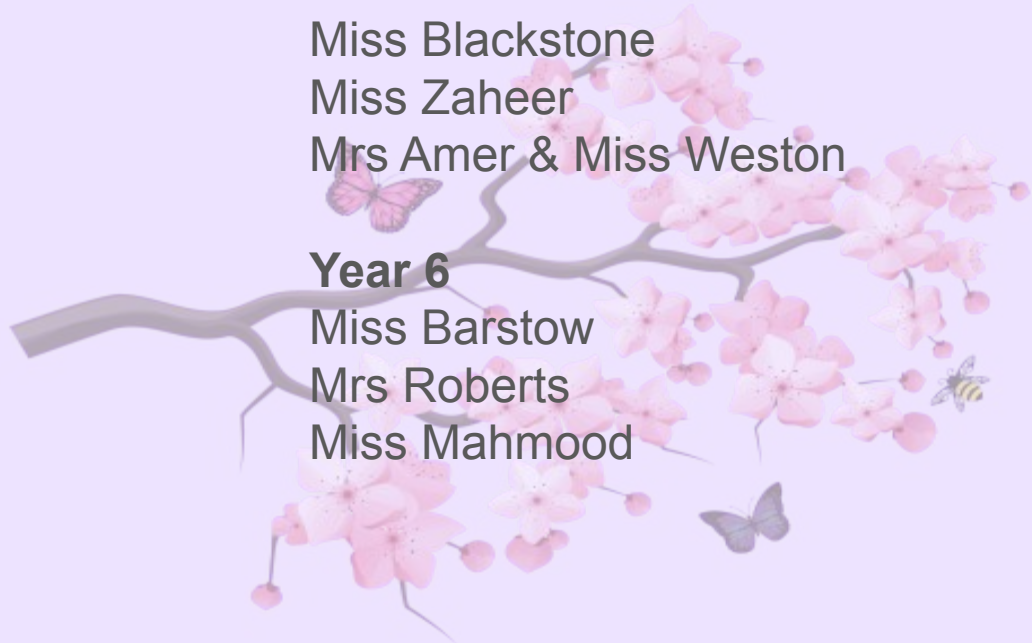 Miss Blackstone
Miss Zaheer
Mrs Amer & Miss Weston
Year 6
Miss Barstow
Mrs Roberts
Miss Mahmood